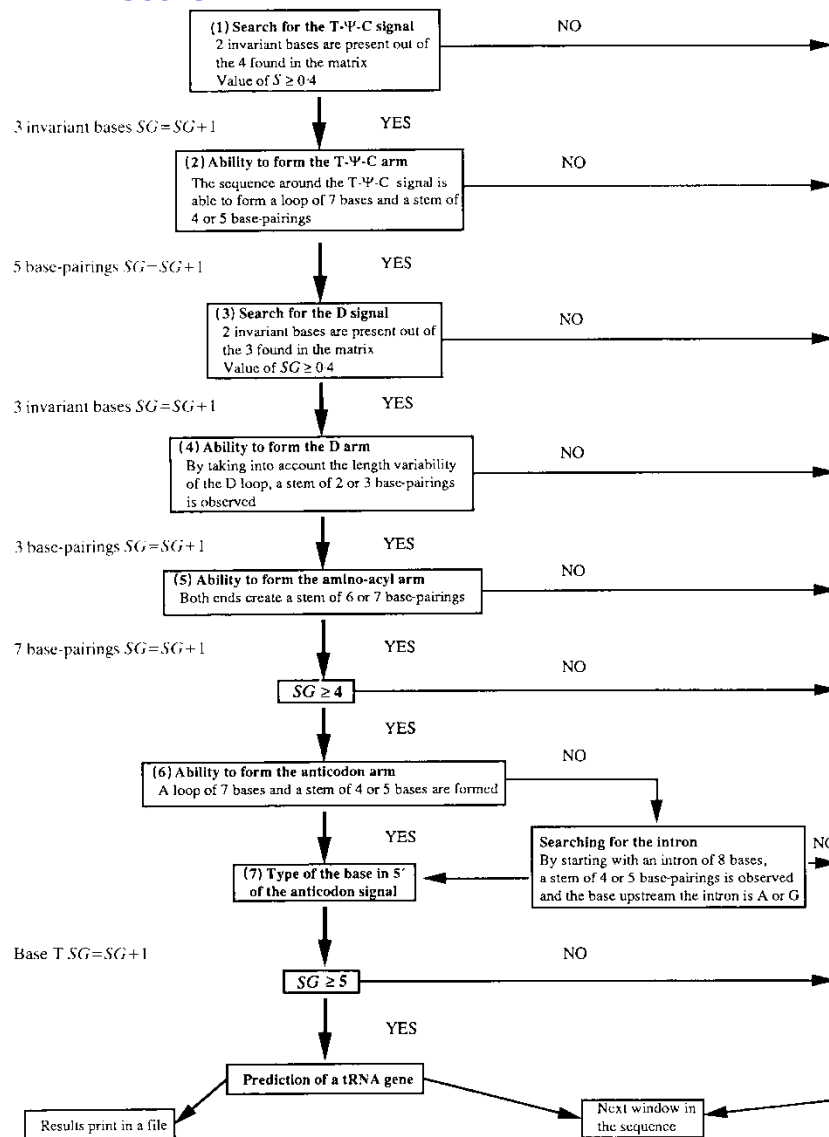 (1) Search for the T-Ψ-C signal
2 invariant bases are present out of
the 4 found in the matrix
Value of S ≥ 0·4
NO
3 invariant bases SG=SG+1
YES
(2) Ability to form the T-Ψ-C arm
The sequence around the T-Ψ-C signal is
able to form a loop of 7 bases and a stem of
4 or 5 base-pairings
NO
5 base-pairings SG=SG+1
YES
(3) Search for the D signal
2 invariant bases are present out of
the 3 found in the matrix
Value of SG ≥ 0·4
NO
3 invariant bases SG=SG+1
YES
(4) Ability to form the D arm
By taking into account the length variability
of the D loop, a stem of 2 or 3 base-pairings
is observed
NO
3 base-pairings SG=SG+1
YES
(5) Ability to form the amino-acyl arm
Both ends create a stem of 6 or 7 base-pairings
NO
7 base-pairings SG=SG+1
YES
NO
SG ≥ 4
YES
(6) Ability to form the anticodon arm
A loop of 7 bases and a stem of 4 or 5 bases are formed
NO
YES
Searching for the intron
By starting with an intron of 8 bases,
a stem of 4 or 5 base-pairings is observed
and the base upstream the intron is A or G
NO
(7) Type of the base in 5′
of the anticodon signal
Base T SG=SG+1
NO
SG ≥ 5
YES
Prediction of a tRNA gene
Results print in a file
Next window in
the sequence